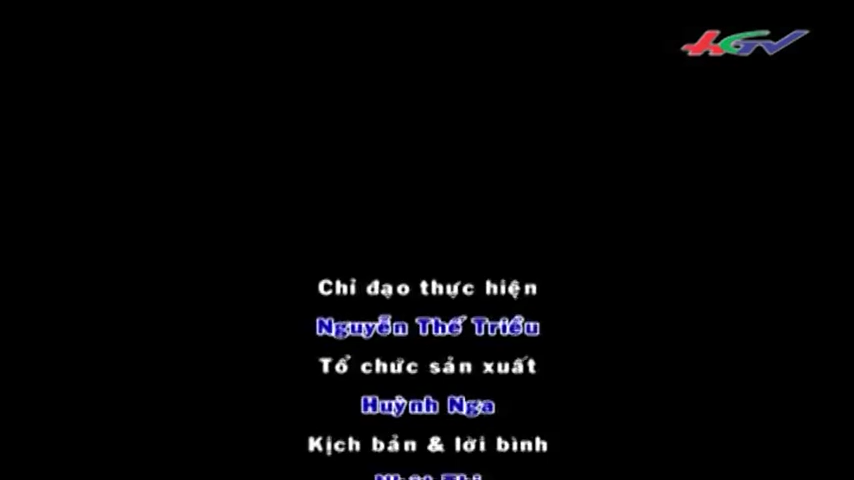 HGV
Chỉ đạo thực hiện
Nguyễn Thế Triều
Tổ chức sản xuất
Huỳnh Nga
Kịch bản & lời bình